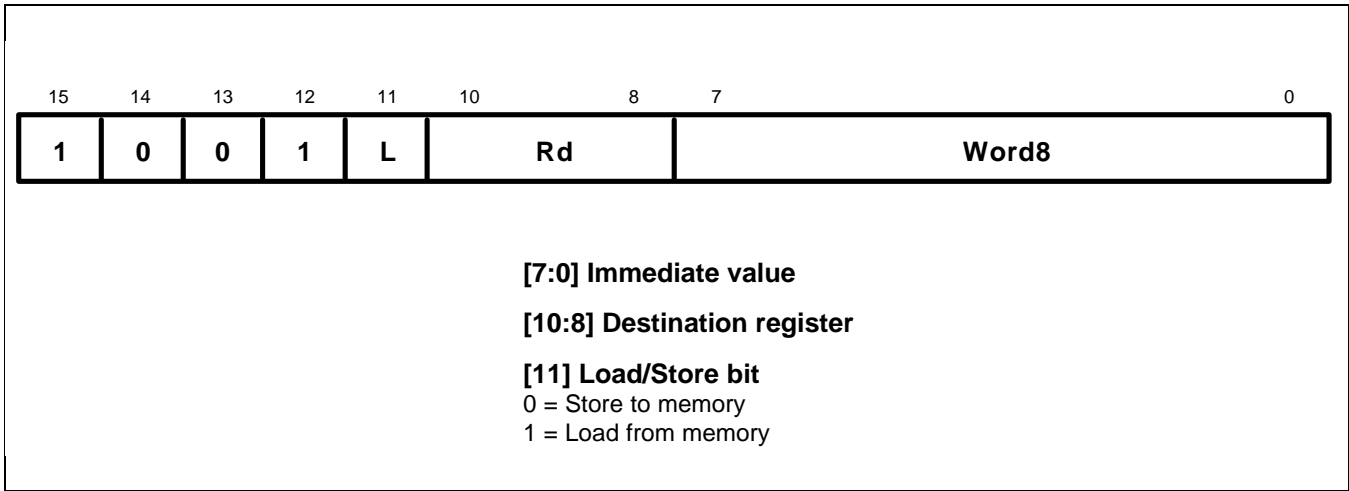 15 14 13 12 11 10 8 7 0
1 0 0 1 L Rd Word8
[7:0] Immediate value
[10:8] Destination register
[11] Load/Store bit
0 = Store to memory
1 = Load from memory